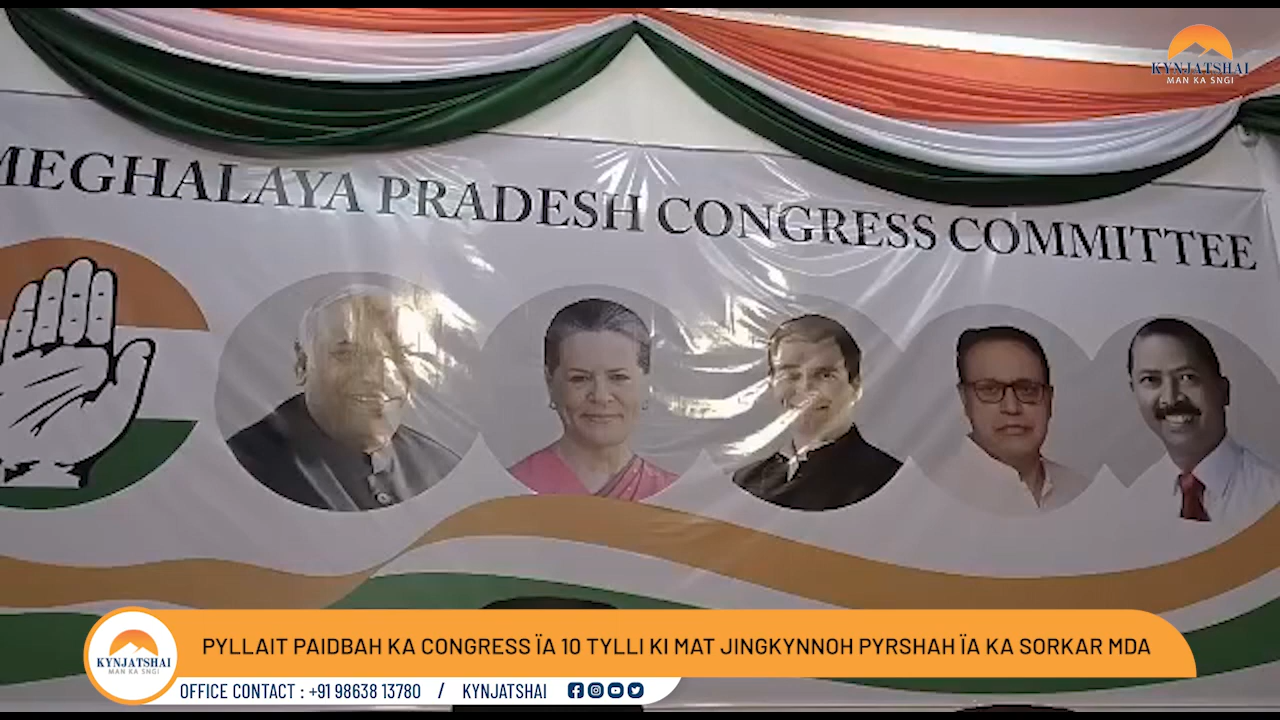 KYNJATSHAI
MAN KA SNGI
MEGHALAYA PRADESH CONGRESS COMMITTEE
PYLLAIT PAIDBAH KA CONGRESS ÏA 10 TYLLI KI MAT JINGKYNNOH PYRSHAH ÏA KA SORKAR MDA
KYNJATSHAI
MAN KA SNGI
OFFICE CONTACT : +91 98638 13780 / KYNJATSHAI